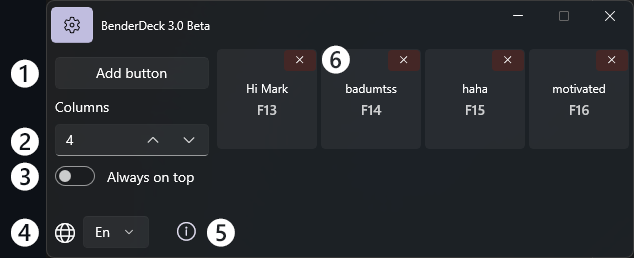 BenderDeck 3.0 Beta
1 Add button
Columns
2 4
3 Always on top
4 En 5
6
Hi Mark
F13
badumtss
F14
haha
F15
motivated
F16